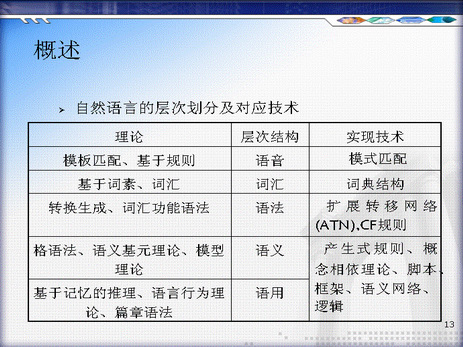 概述
自然语言的层次划分及对应技术
理论 层次结构 实现技术
模板匹配、基于规则 语音 模式匹配
基于词素、词汇 词汇 词典结构
转换生成、词汇功能语法 语法 扩展转移网络
(ATN),CF规则
格语法、语义基元理论、模型
理论
语义
基于记忆的推理、语言行为理
论、篇章语法
语用
产生式规则、概
念相依理论、脚本、
框架、语义网络、
逻辑
13